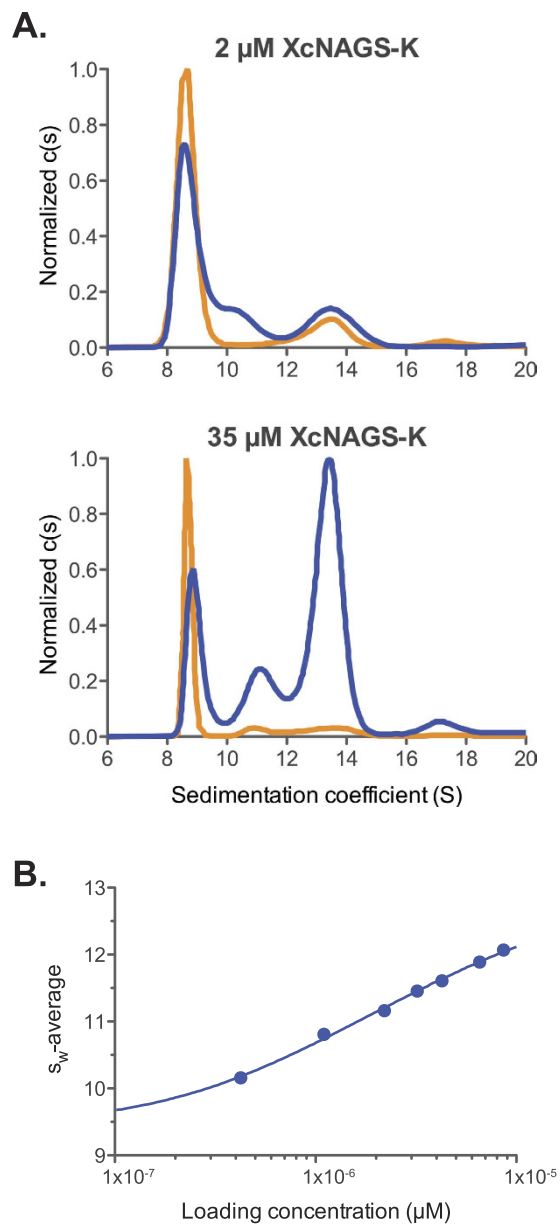 A.
2 µM XcNAGS-K
Normalized c(s)
1.0
0.8
0.6
0.4
0.2
0.0
6 8 10 12 14 16 18 20
35 µM XcNAGS-K
Normalized c(s)
1.0
0.8
0.6
0.4
0.2
0.0
6 8 10 12 14 16 18 20
Sedimentation coefficient (S)
B.
s_w-average
13
12
11
10
9
1x10⁻⁷ 1x10⁻⁶ 1x10⁻⁵
Loading concentration (µM)